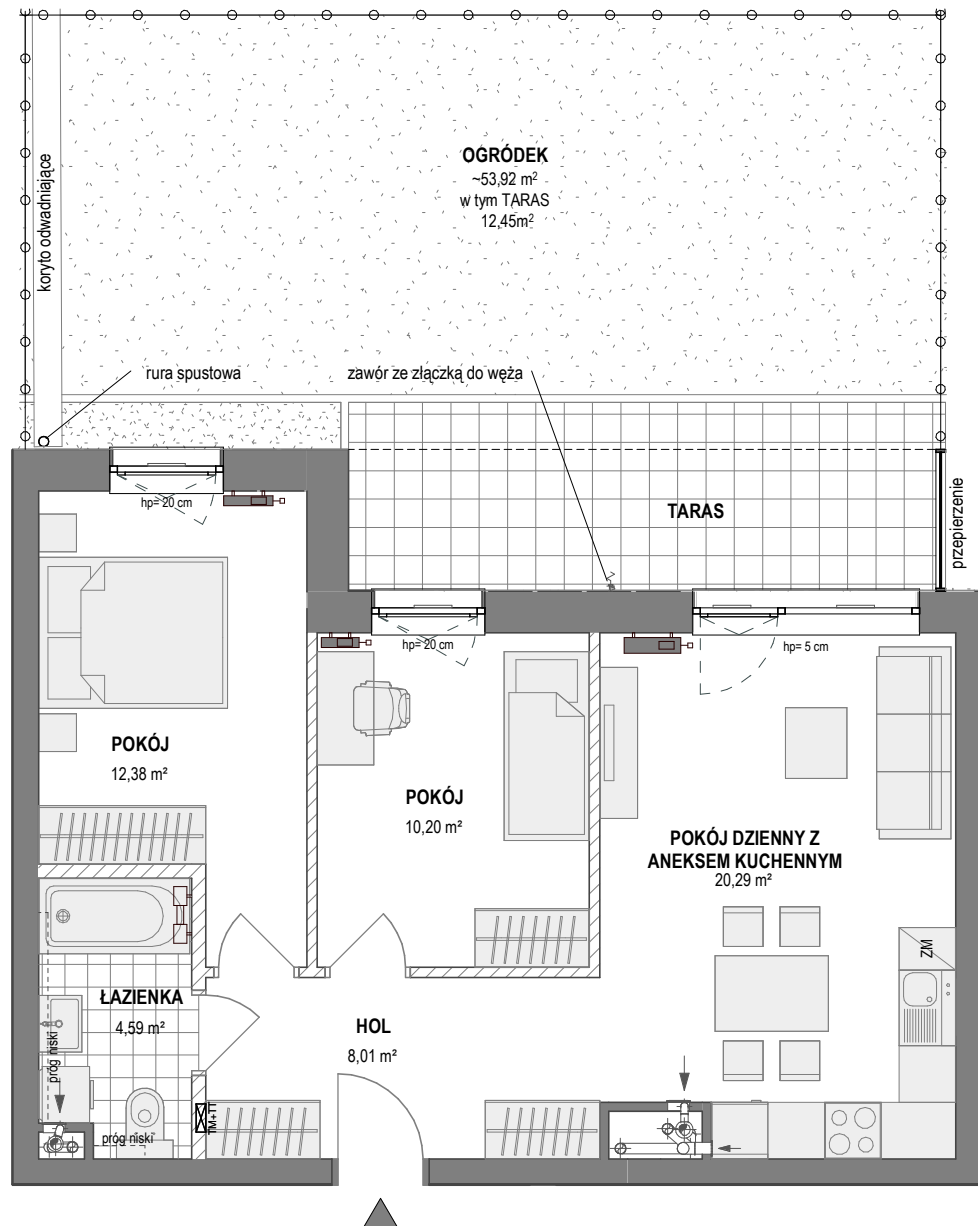 OGRÓDEK
~53,92 m²
w tym TARAS
12,45m²
koryto odwadniające
rura spustowa
zawór ze złączką do węża
TARAS
przepierzenie
hp= 20 cm
hp= 20 cm
hp= 5 cm
POKÓJ
12,38 m²
POKÓJ
10,20 m²
POKÓJ DZIENNY Z
ANEKSEM KUCHENNYM
20,29 m²
ZM
ŁAZIENKA
4,59 m²
HOL
8,01 m²
próg niski
próg niski
TM+TT